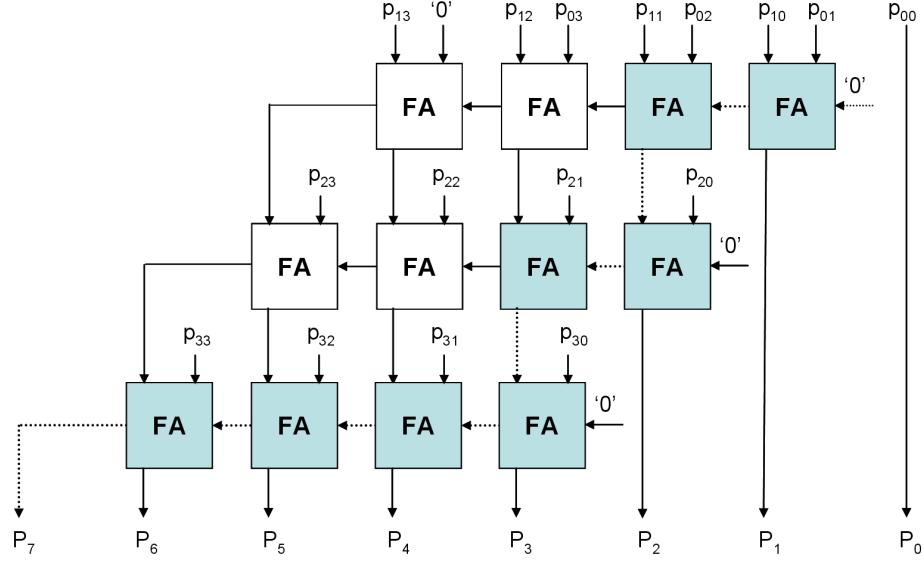 p₁₃ ‘0’ p₁₂ p₀₃ p₁₁ p₀₂ p₁₀ p₀₁ p₀₀
FA FA FA FA ‘0’
p₂₃ p₂₂ p₂₁ p₂₀
FA FA FA FA ‘0’
p₃₃ p₃₂ p₃₁ p₃₀
FA FA FA FA ‘0’
P₇ P₆ P₅ P₄ P₃ P₂ P₁ P₀